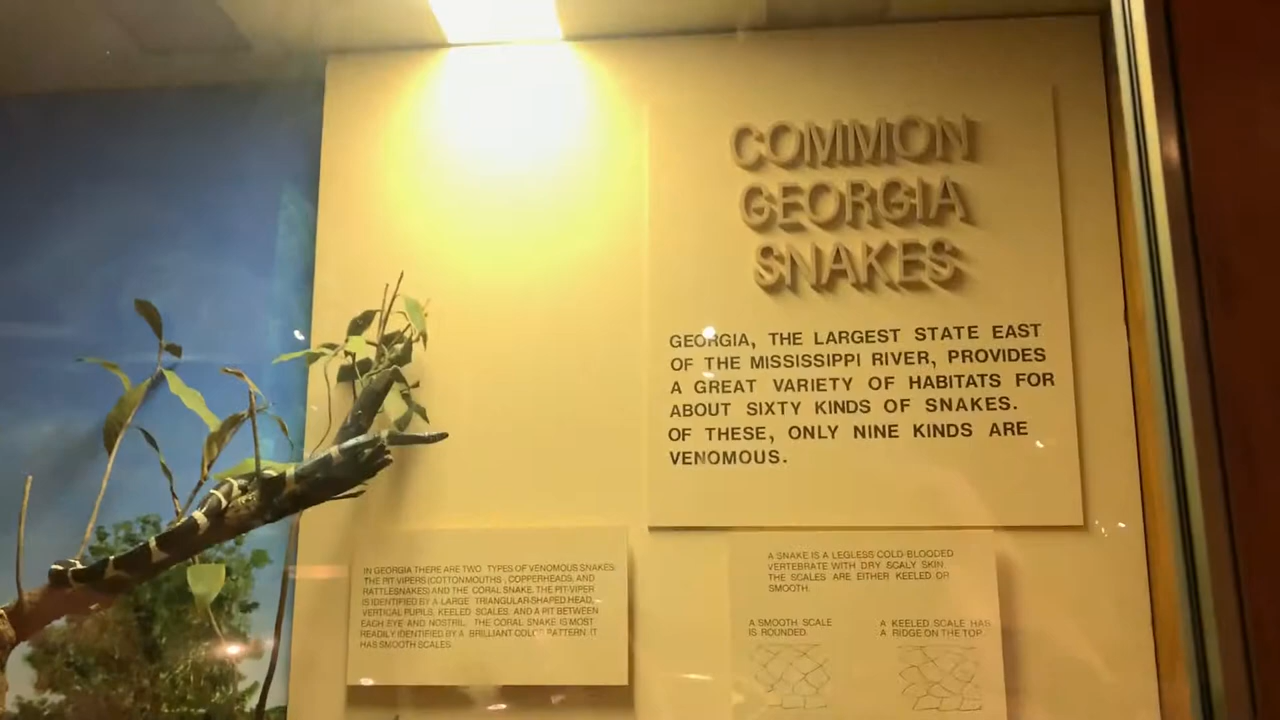 COMMON
GEORGIA
SNAKES
GEORGIA, THE LARGEST STATE EAST
OF THE MISSISSIPPI RIVER, PROVIDES
A GREAT VARIETY OF HABITATS FOR
ABOUT SIXTY KINDS OF SNAKES.
OF THESE, ONLY NINE KINDS ARE
VENOMOUS.
IN GEORGIA THERE ARE TWO TYPES OF VENOMOUS SNAKES:
THE PIT VIPERS (COTTONMOUTHS, COPPERHEADS, AND
RATTLESNAKES) AND THE CORAL SNAKE. THE PIT VIPER
IS IDENTIFIED BY A LARGE TRIANGULAR-SHAPED HEAD,
VERTICAL PUPILS, KEELED SCALES, AND A PIT BETWEEN
EACH EYE AND NOSTRIL. THE CORAL SNAKE IS MOST
READILY IDENTIFIED BY A BRILLIANT COLOR PATTERN. IT
HAS SMOOTH SCALES.
A SNAKE IS A LEGLESS COLD-BLOODED
VERTEBRATE WITH DRY SCALY SKIN.
THE SCALES ARE EITHER KEELED OR
SMOOTH.
A SMOOTH SCALE
IS ROUNDED.
A KEELED SCALE HAS
A RIDGE ON THE TOP.